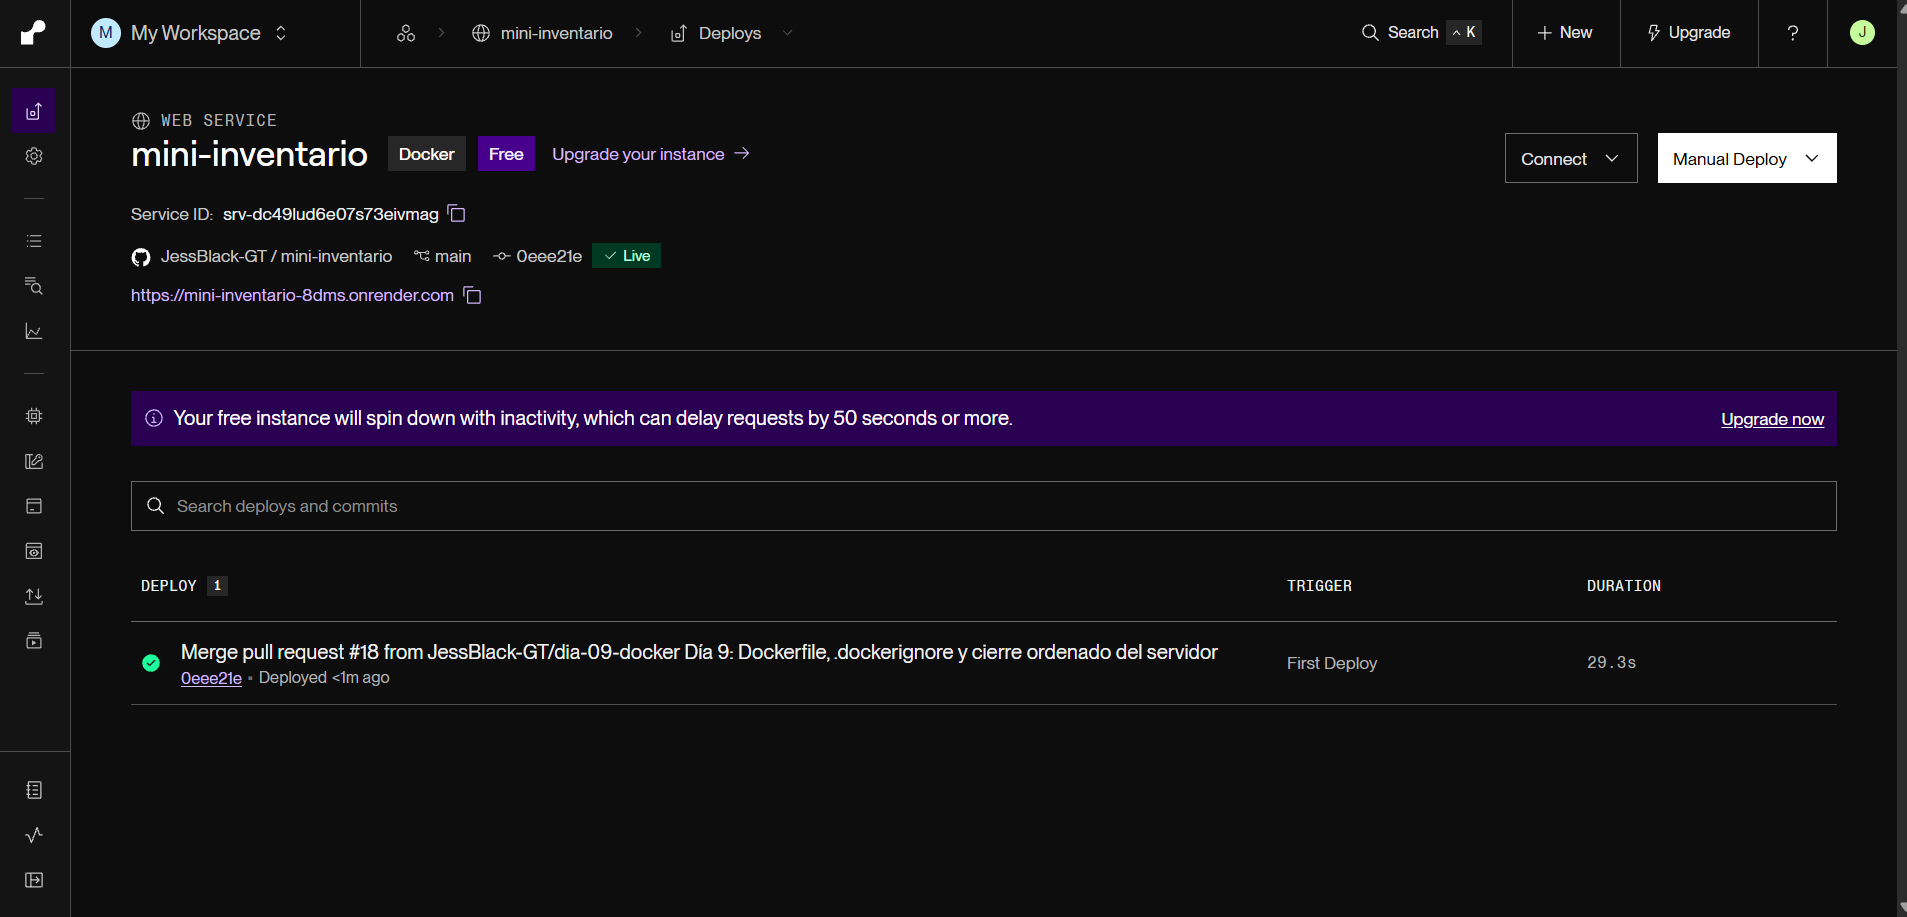 M My Workspace
mini-inventario
Deploys
Search ^ K
+ New
Upgrade
?
J
WEB SERVICE
mini-inventario Docker Free Upgrade your instance →
Connect
Manual Deploy
Service ID: srv-dc49lud6e07s73eivmag
JessBlack-GT / mini-inventario main 0eee21e Live
https://mini-inventario-8dms.onrender.com
Your free instance will spin down with inactivity, which can delay requests by 50 seconds or more.
Upgrade now
Search deploys and commits
DEPLOY 1 TRIGGER DURATION
Merge pull request #18 from JessBlack-GT/dia-09-docker Día 9: Dockerfile, .dockerignore y cierre ordenado del servidor
0eee21e • Deployed <1m ago
First Deploy
29.3s